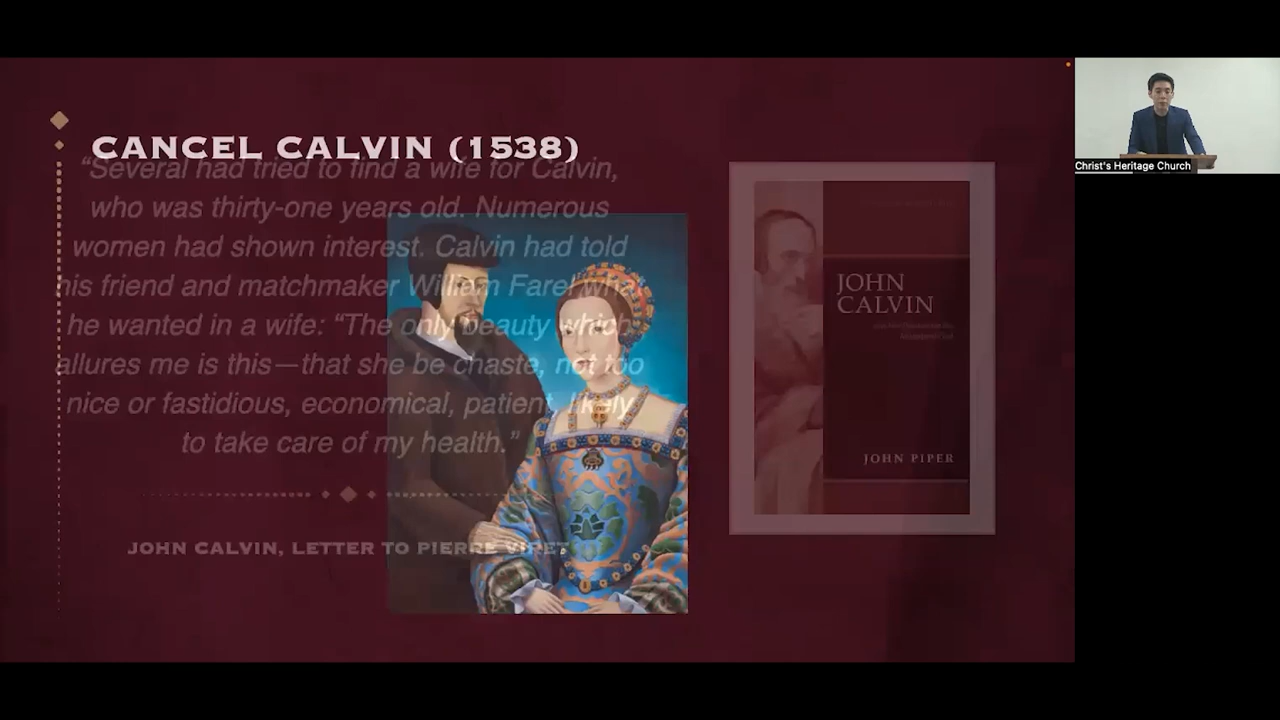 CANCEL CALVIN (1538)
“Several had tried to find a wife for Calvin,
who was thirty-one years old. Numerous
women had shown interest. Calvin had told
his friend and matchmaker William Farel what
he wanted in a wife: “The only beauty which
allures me is this—that she be chaste, not too
nice or fastidious, economical, patient, likely
to take care of my health.”
JOHN CALVIN, LETTER TO PIERRE VIRET
JOHN
CALVIN
JOHN PIPER
Christ's Heritage Church